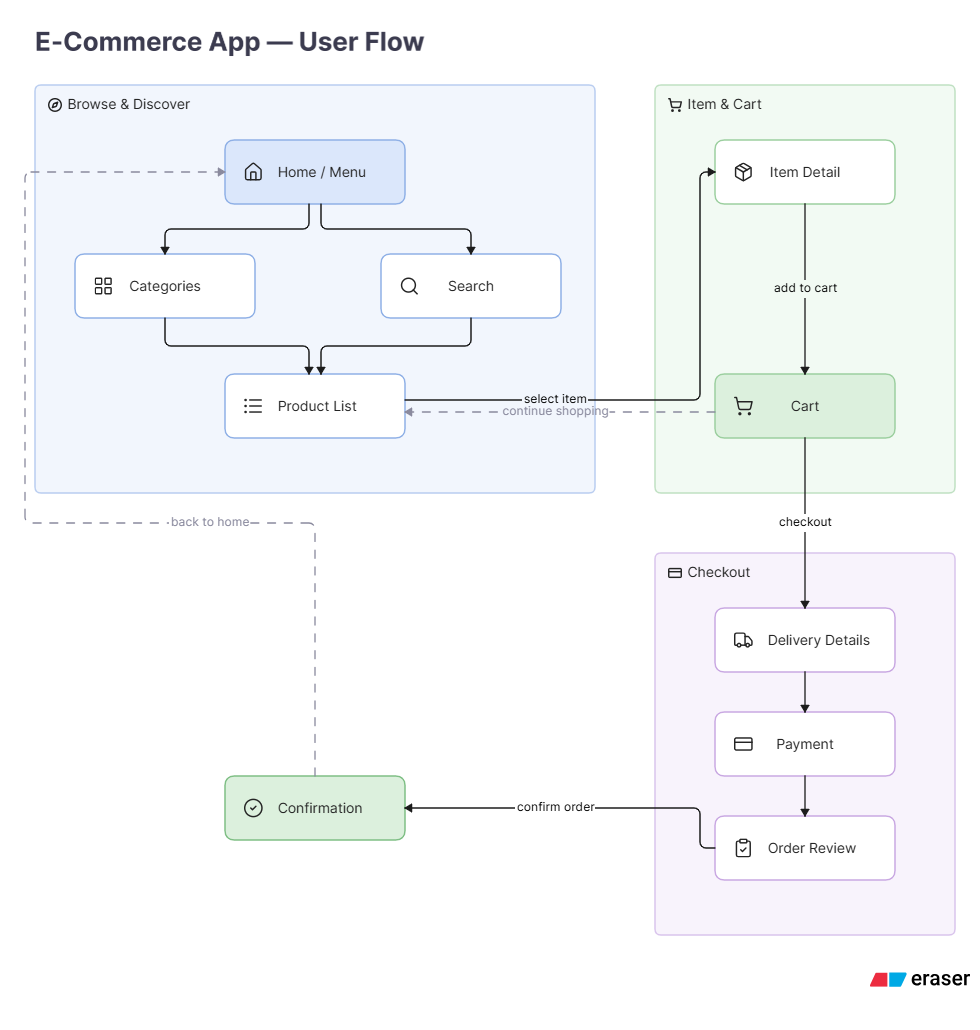 E-Commerce App — User Flow
Browse & Discover
Item & Cart
Home / Menu
Item Detail
Categories
Search
add to cart
Product List
select item
continue shopping
Cart
back to home
checkout
Checkout
Delivery Details
Payment
Confirmation
confirm order
Order Review
eraser